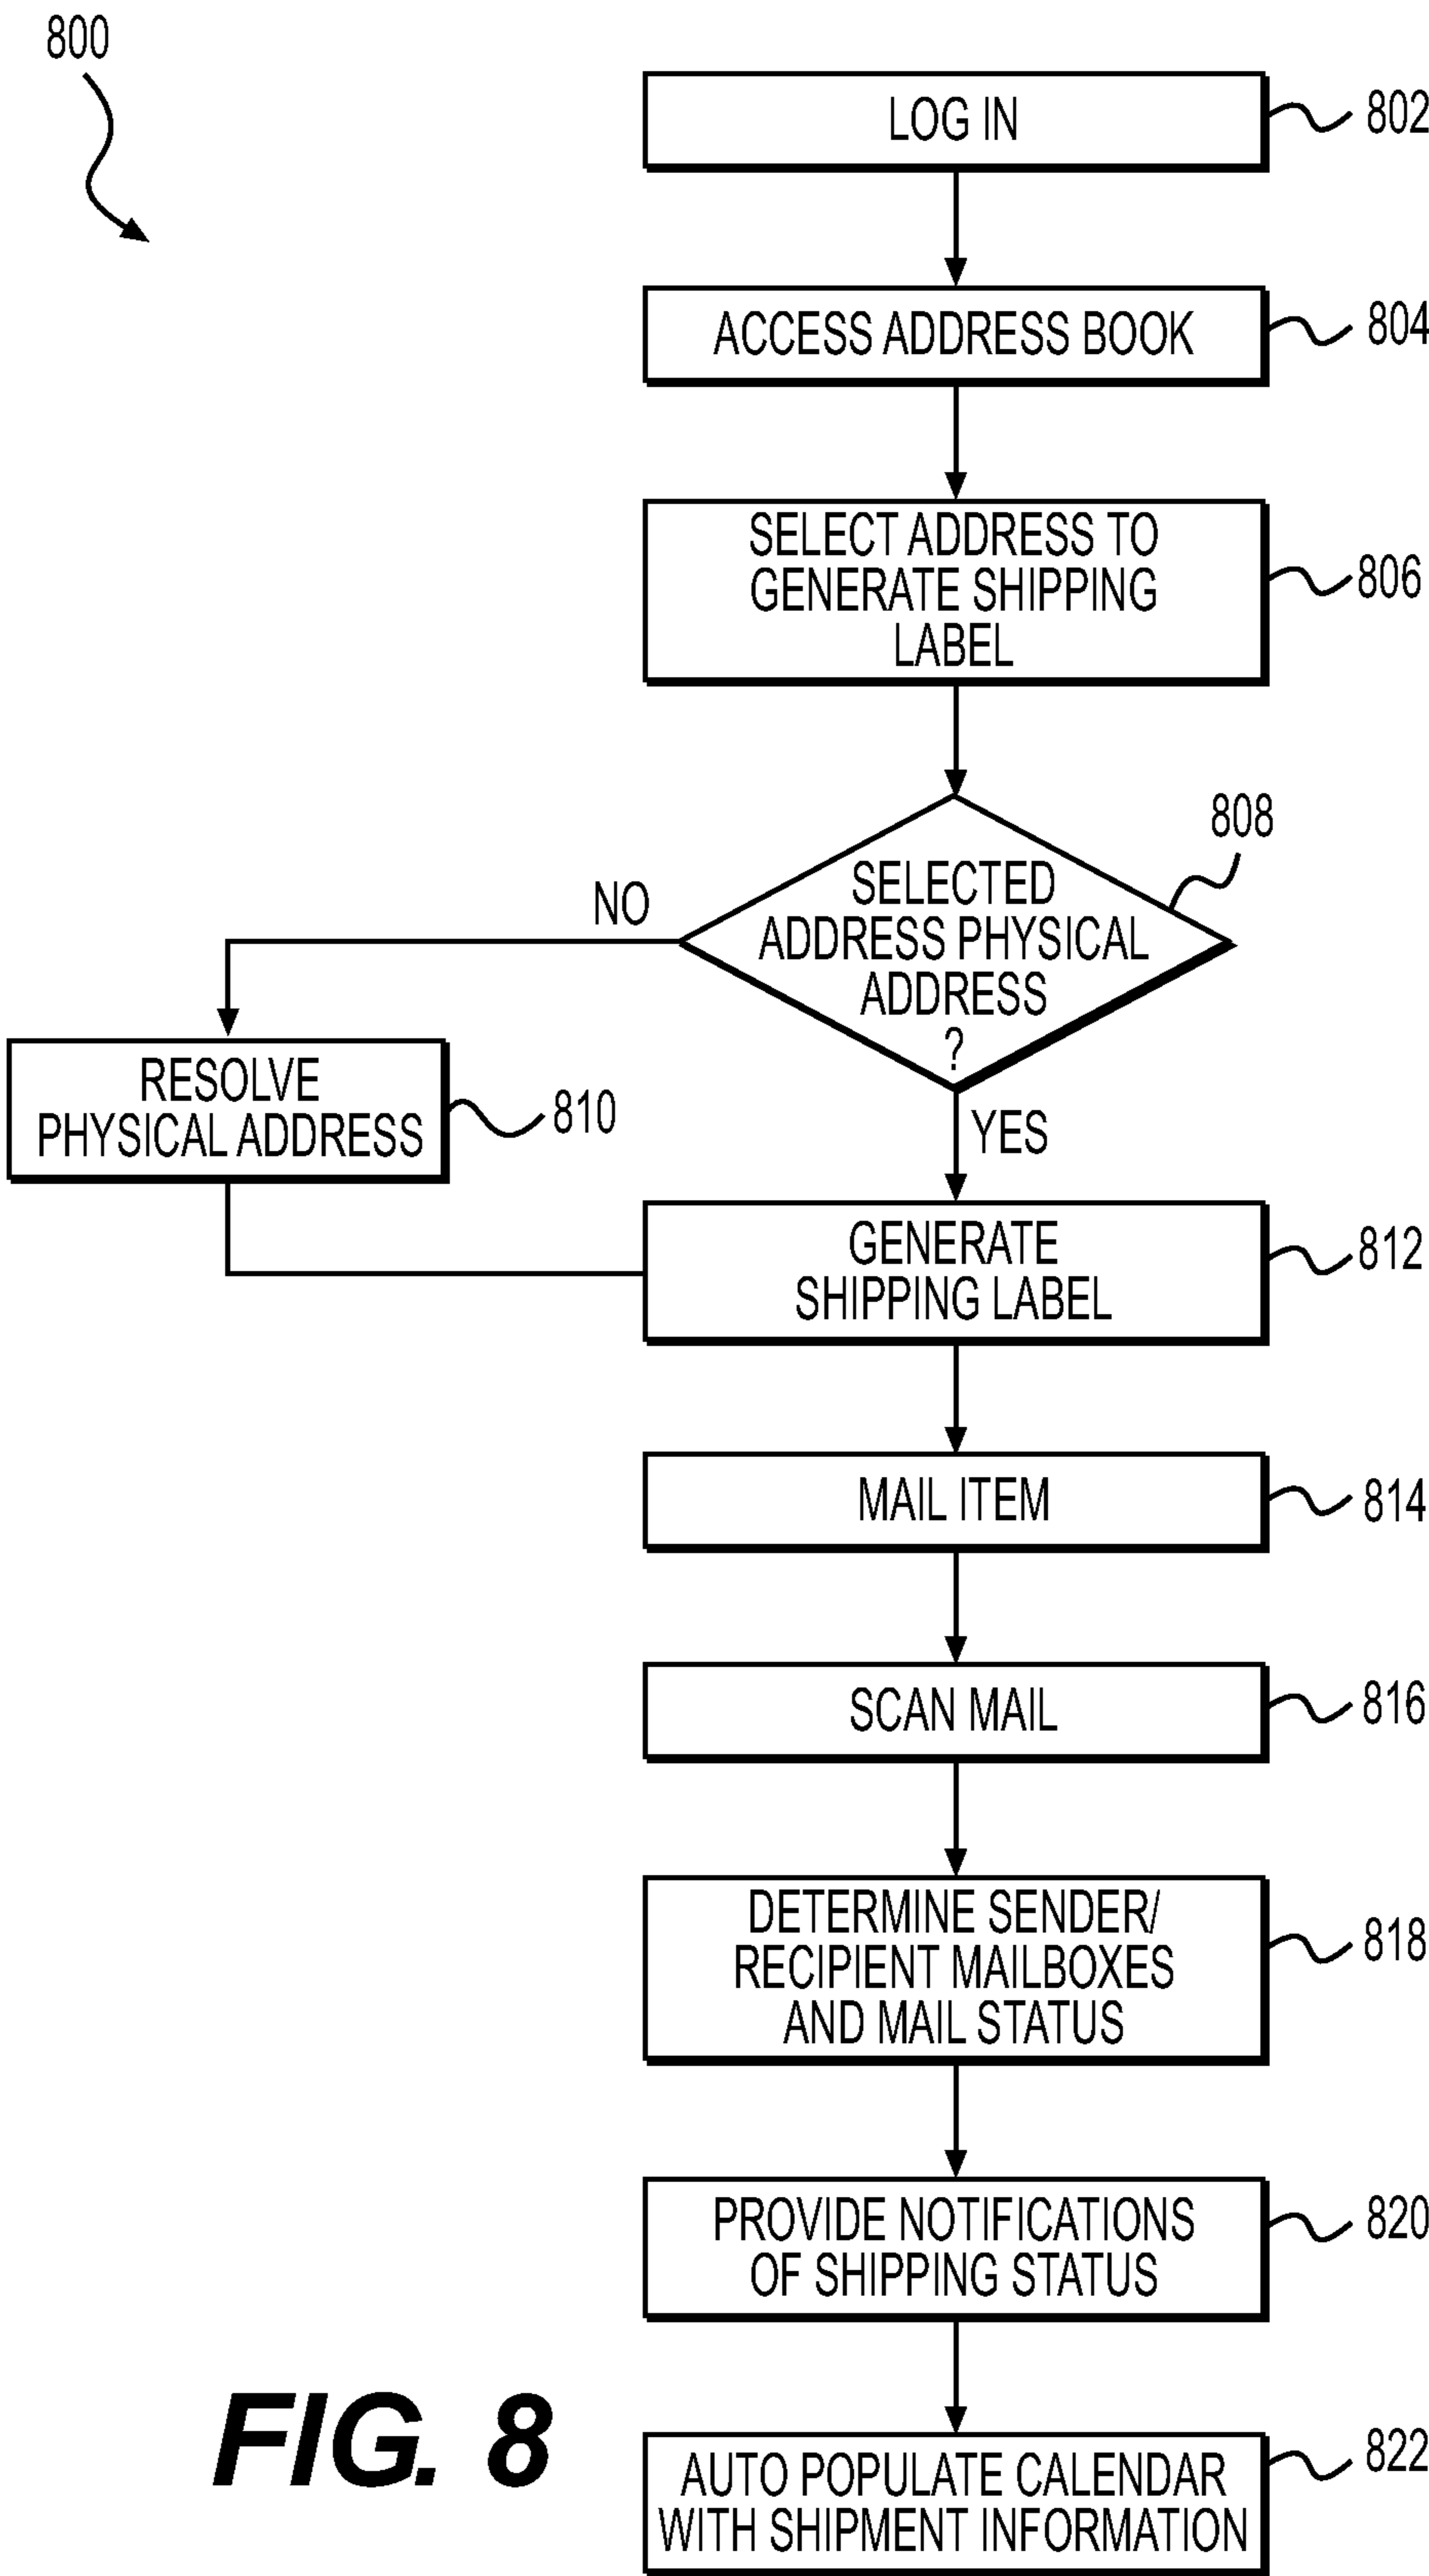 800
LOG IN
802
ACCESS ADDRESS BOOK
804
SELECT ADDRESS TO
GENERATE SHIPPING
LABEL
806
808
SELECTED
ADDRESS PHYSICAL
ADDRESS
?
NO
RESOLVE
PHYSICAL ADDRESS
810
YES
GENERATE
SHIPPING LABEL
812
MAIL ITEM
814
SCAN MAIL
816
DETERMINE SENDER/
RECIPIENT MAILBOXES
AND MAIL STATUS
818
PROVIDE NOTIFICATIONS
OF SHIPPING STATUS
820
AUTO POPULATE CALENDAR
WITH SHIPMENT INFORMATION
822
FIG. 8